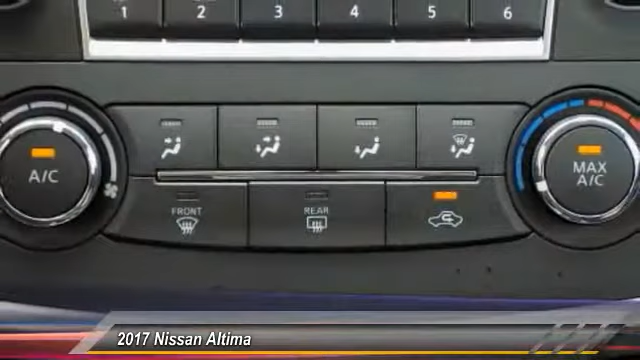 1 2 3 4 5 6
A/C
MAX
A/C
FRONT REAR
2017 Nissan Altima